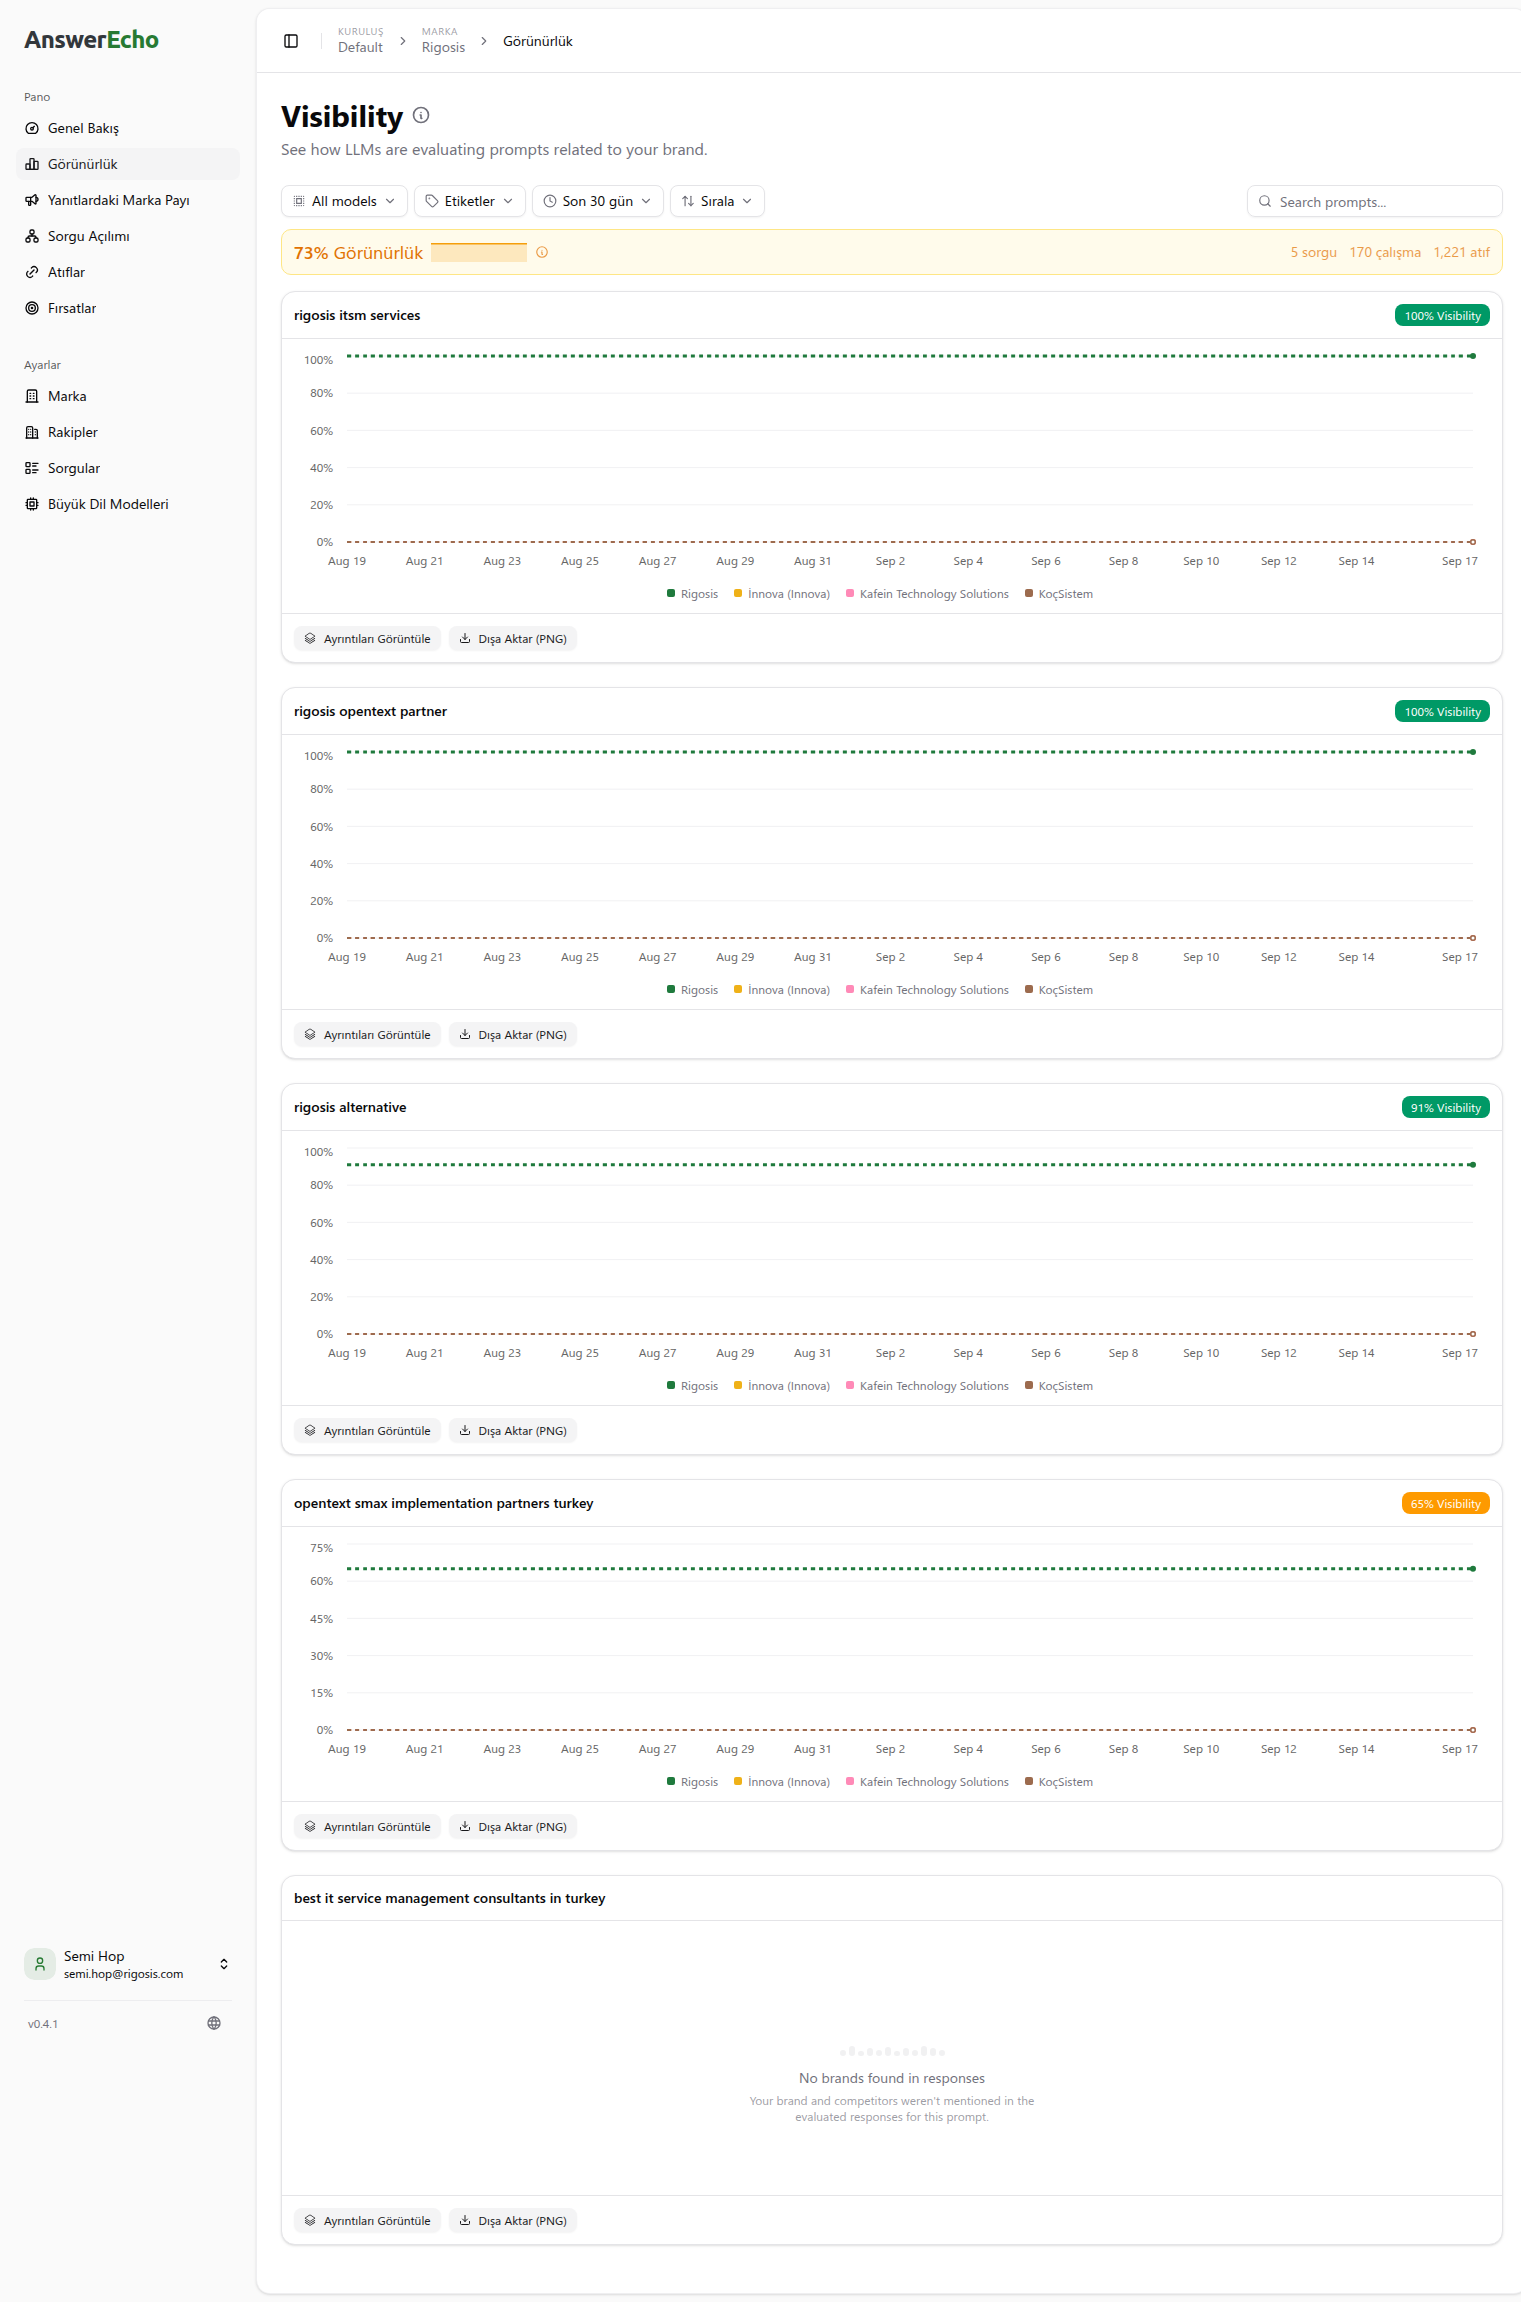 AnswerEcho
Pano
Genel Bakış
Görünürlük
Yanıtlardaki Marka Payı
Sorgu Açılımı
Atıflar
Fırsatlar
Ayarlar
Marka
Rakipler
Sorgular
Büyük Dil Modelleri
Semi Hop
semi.hop@rigosis.com
v0.4.1
KURULUŞ
Default
MARKA
Rigosis
Görünürlük
Visibility
See how LLMs are evaluating prompts related to your brand.
All models
Etiketler
Son 30 gün
Sırala
Search prompts...
73% Görünürlük
5 sorgu 170 çalışma 1,221 atıf
rigosis itsm services
100% Visibility
100%
80%
60%
40%
20%
0%
Aug 19 Aug 21 Aug 23 Aug 25 Aug 27 Aug 29 Aug 31 Sep 2 Sep 4 Sep 6 Sep 8 Sep 10 Sep 12 Sep 14 Sep 17
Rigosis İnnova (Innova) Kafein Technology Solutions KoçSistem
Ayrıntıları Görüntüle Dışa Aktar (PNG)
rigosis opentext partner
100% Visibility
100%
80%
60%
40%
20%
0%
Aug 19 Aug 21 Aug 23 Aug 25 Aug 27 Aug 29 Aug 31 Sep 2 Sep 4 Sep 6 Sep 8 Sep 10 Sep 12 Sep 14 Sep 17
Rigosis İnnova (Innova) Kafein Technology Solutions KoçSistem
Ayrıntıları Görüntüle Dışa Aktar (PNG)
rigosis alternative
91% Visibility
100%
80%
60%
40%
20%
0%
Aug 19 Aug 21 Aug 23 Aug 25 Aug 27 Aug 29 Aug 31 Sep 2 Sep 4 Sep 6 Sep 8 Sep 10 Sep 12 Sep 14 Sep 17
Rigosis İnnova (Innova) Kafein Technology Solutions KoçSistem
Ayrıntıları Görüntüle Dışa Aktar (PNG)
opentext smax implementation partners turkey
65% Visibility
75%
60%
45%
30%
15%
0%
Aug 19 Aug 21 Aug 23 Aug 25 Aug 27 Aug 29 Aug 31 Sep 2 Sep 4 Sep 6 Sep 8 Sep 10 Sep 12 Sep 14 Sep 17
Rigosis İnnova (Innova) Kafein Technology Solutions KoçSistem
Ayrıntıları Görüntüle Dışa Aktar (PNG)
best it service management consultants in turkey
No brands found in responses
Your brand and competitors weren't mentioned in the
evaluated responses for this prompt.
Ayrıntıları Görüntüle Dışa Aktar (PNG)